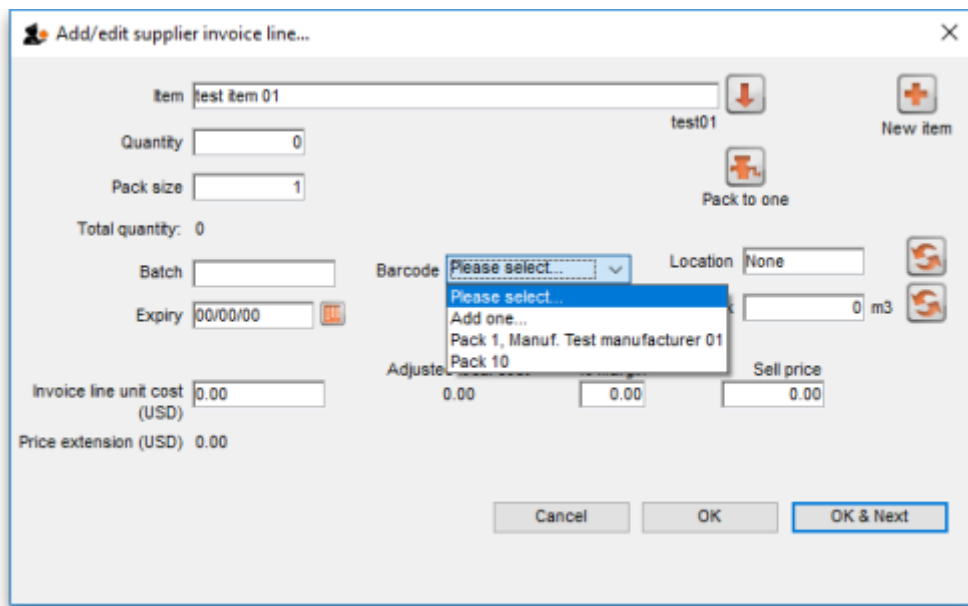 Add/edit supplier invoice line...
Item test item 01
test01
New item
Quantity 0
Pack size 1
Pack to one
Total quantity: 0
Batch Barcode Please select... Location None
Please select...
Expiry 00/00/00 0 m3
Add one...
Pack 1, Manuf. Test manufacturer 01
Pack 10
Sell price
Invoice line unit cost (USD) 0.00 0.00 0.00 0.00
Price extension (USD) 0.00
Cancel OK OK & Next